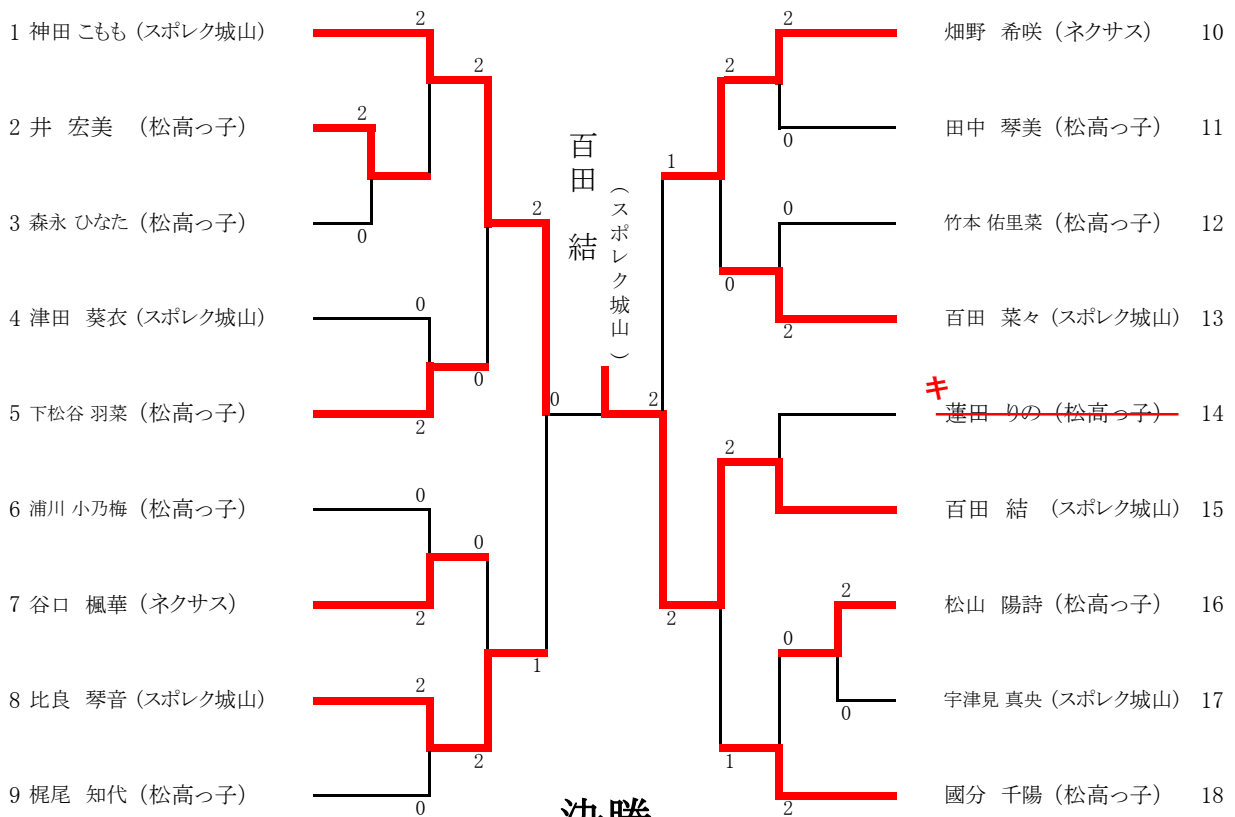 1 神田 こもも (スポレク城山)
2 井 宏美 (松高っ子)
3 森永 ひなた (松高っ子)
4 津田 葵衣 (スポレク城山)
5 下松谷 羽菜 (松高っ子)
6 浦川 小乃梅 (松高っ子)
7 谷口 楓華 (ネクサス)
8 比良 琴音 (スポレク城山)
9 梶尾 知代 (松高っ子)
2
2
0
0
2
0
2
2
0
2
0
0
2
2
1
0
百田 結
(スポレク城山)
2
1
2
2
0
2
1
2
0
0
2
0
2
2
0
畑野 希咲 (ネクサス) 10
田中 琴美 (松高っ子) 11
竹本 佑里菜 (松高っ子) 12
百田 菜々 (スポレク城山) 13
キ
蓮田 りの (松高っ子) 14
百田 結 (スポレク城山) 15
松山 陽詩 (松高っ子) 16
宇津見 真央 (スポレク城山) 17
國分 千陽 (松高っ子) 18
決勝